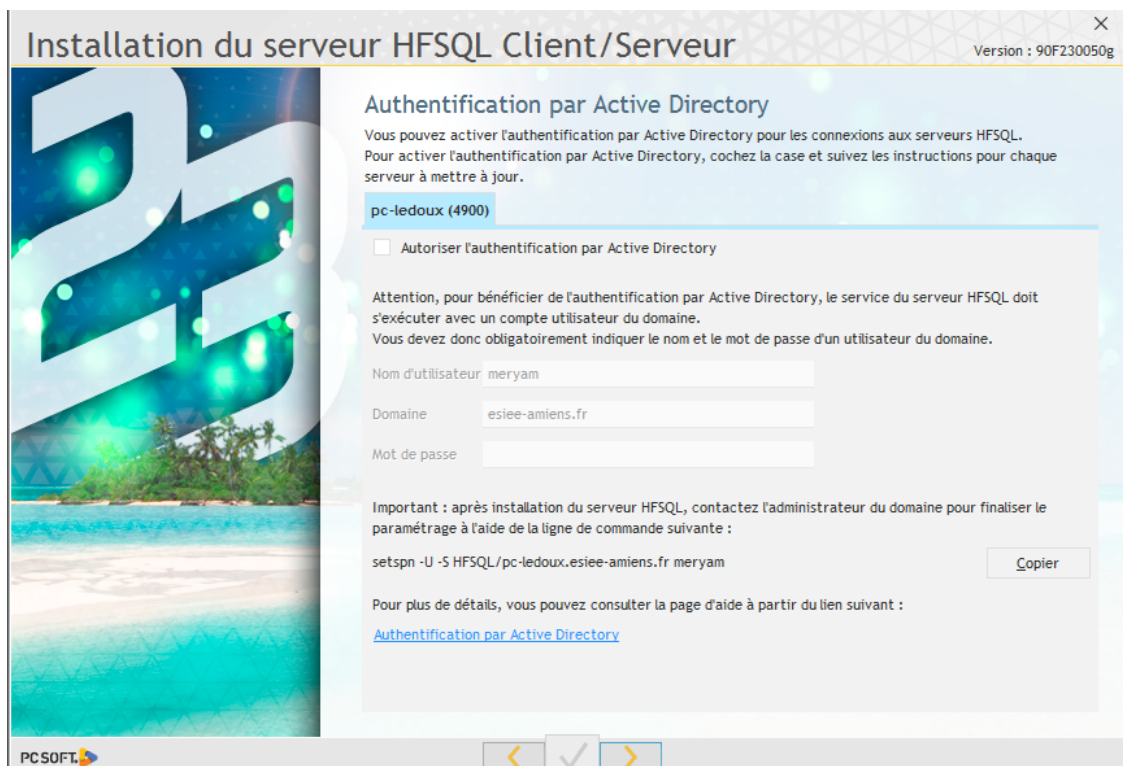 Installation du serveur HFSQL Client/Serveur
Version : 90F230050g
23
Authentification par Active Directory
Vous pouvez activer l'authentification par Active Directory pour les connexions aux serveurs HFSQL.
Pour activer l'authentification par Active Directory, cochez la case et suivez les instructions pour chaque
serveur à mettre à jour.
pc-ledoux (4900)
Autoriser l'authentification par Active Directory
Attention, pour bénéficier de l'authentification par Active Directory, le service du serveur HFSQL doit
s'exécuter avec un compte utilisateur du domaine.
Vous devez donc obligatoirement indiquer le nom et le mot de passe d'un utilisateur du domaine.
Nom d'utilisateur meryam
Domaine esiee-amiens.fr
Mot de passe
Important : après installation du serveur HFSQL, contactez l'administrateur du domaine pour finaliser le
paramétrage à l'aide de la ligne de commande suivante :
setspn -U -S HFSQL/pc-ledoux.esiee-amiens.fr meryam
Copier
Pour plus de détails, vous pouvez consulter la page d'aide à partir du lien suivant :
Authentification par Active Directory
PC SOFT